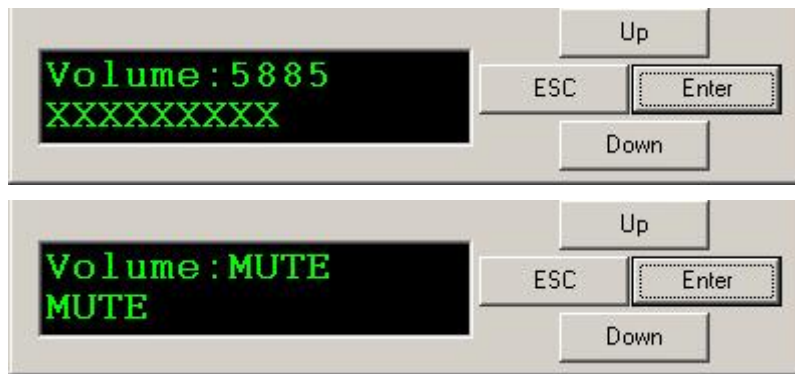 Up
Volume:5885
ESC Enter
XXXXXXXXX
Down
Up
Volume:MUTE
ESC Enter
MUTE
Down